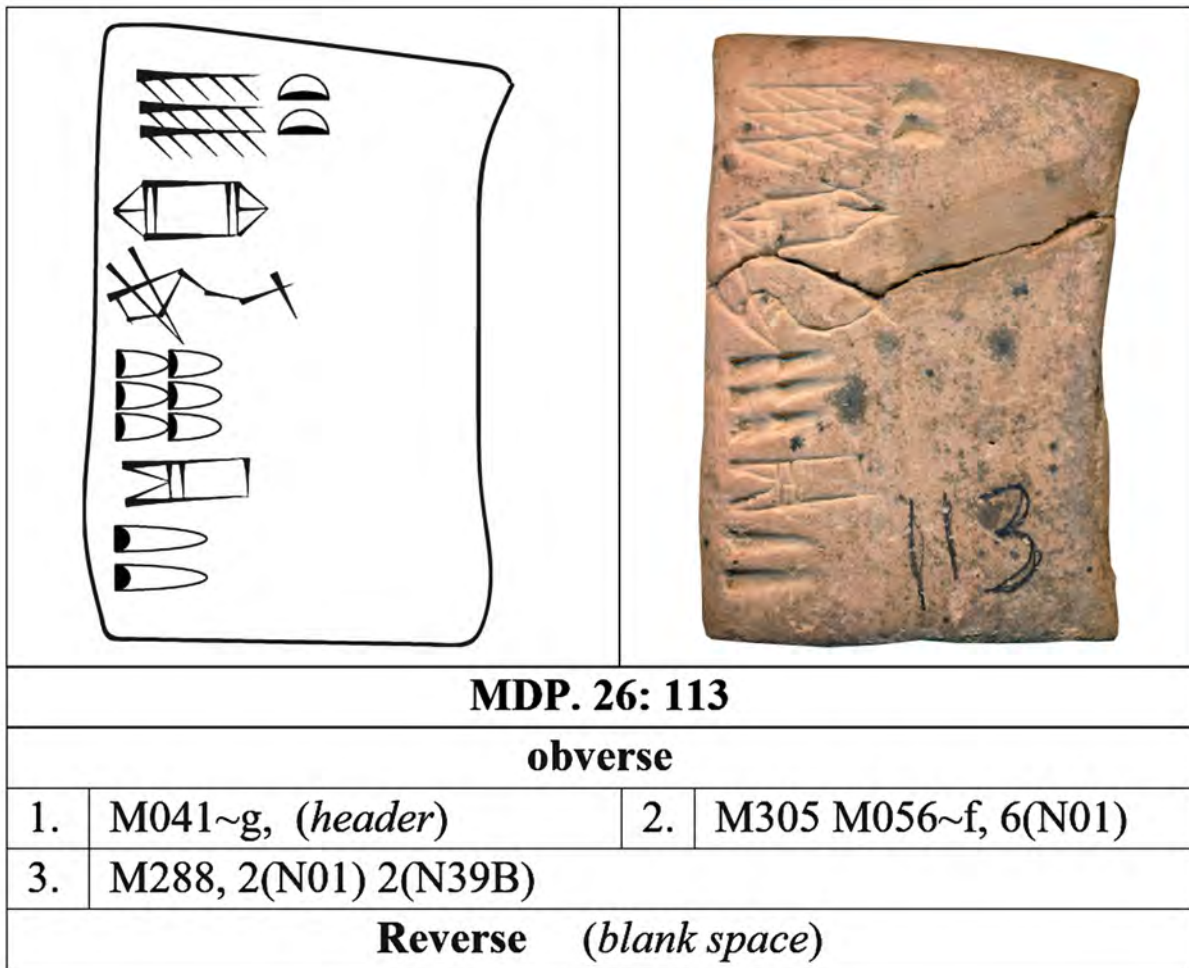 113
MDP. 26: 113
obverse
1. M041~g, (header) 2. M305 M056~f, 6(N01)
3. M288, 2(N01) 2(N39B)
Reverse (blank space)